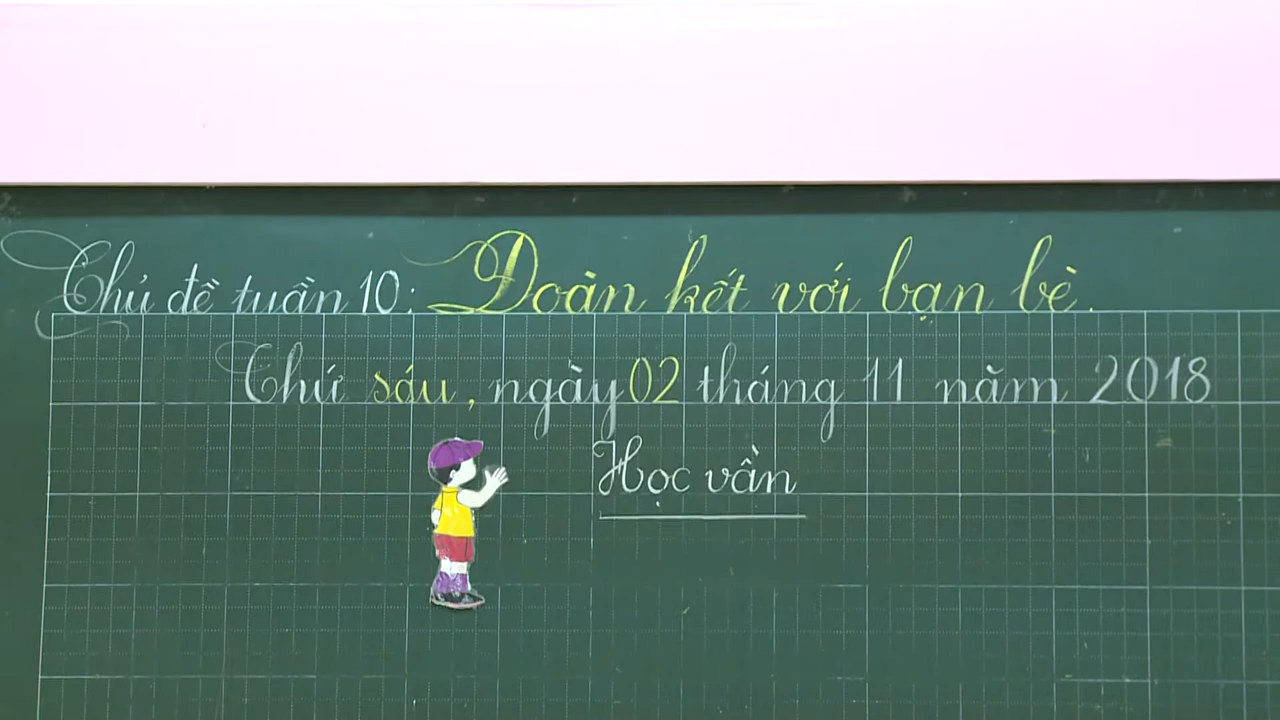 Chủ đề tuần 10: Đoàn kết với bạn bè.
Thứ sáu, ngày 02 tháng 11 năm 2018
Học vần